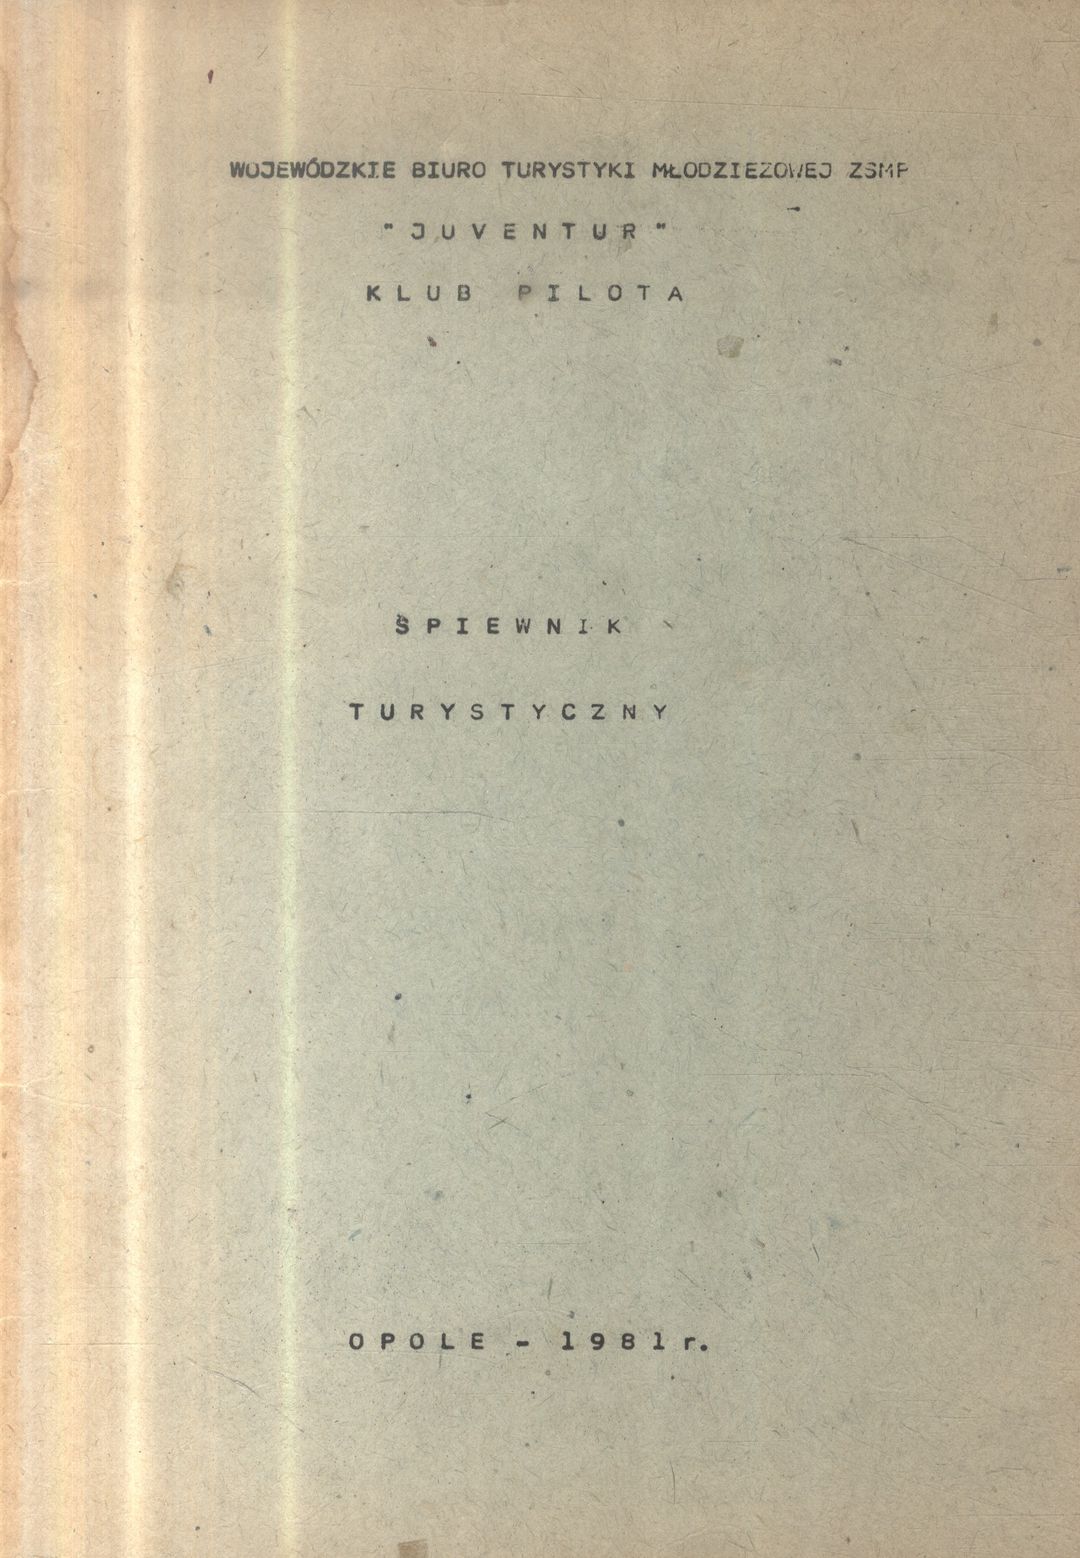 WOJEWÓDZKIE BIURO TURYSTYKI MŁODZIEZOWEJ ZSMP
"JUVENTUR"
KLUB PILOTA
ŚPIEWNIK
TURYSTYCZNY
OPOLE - 1981r.